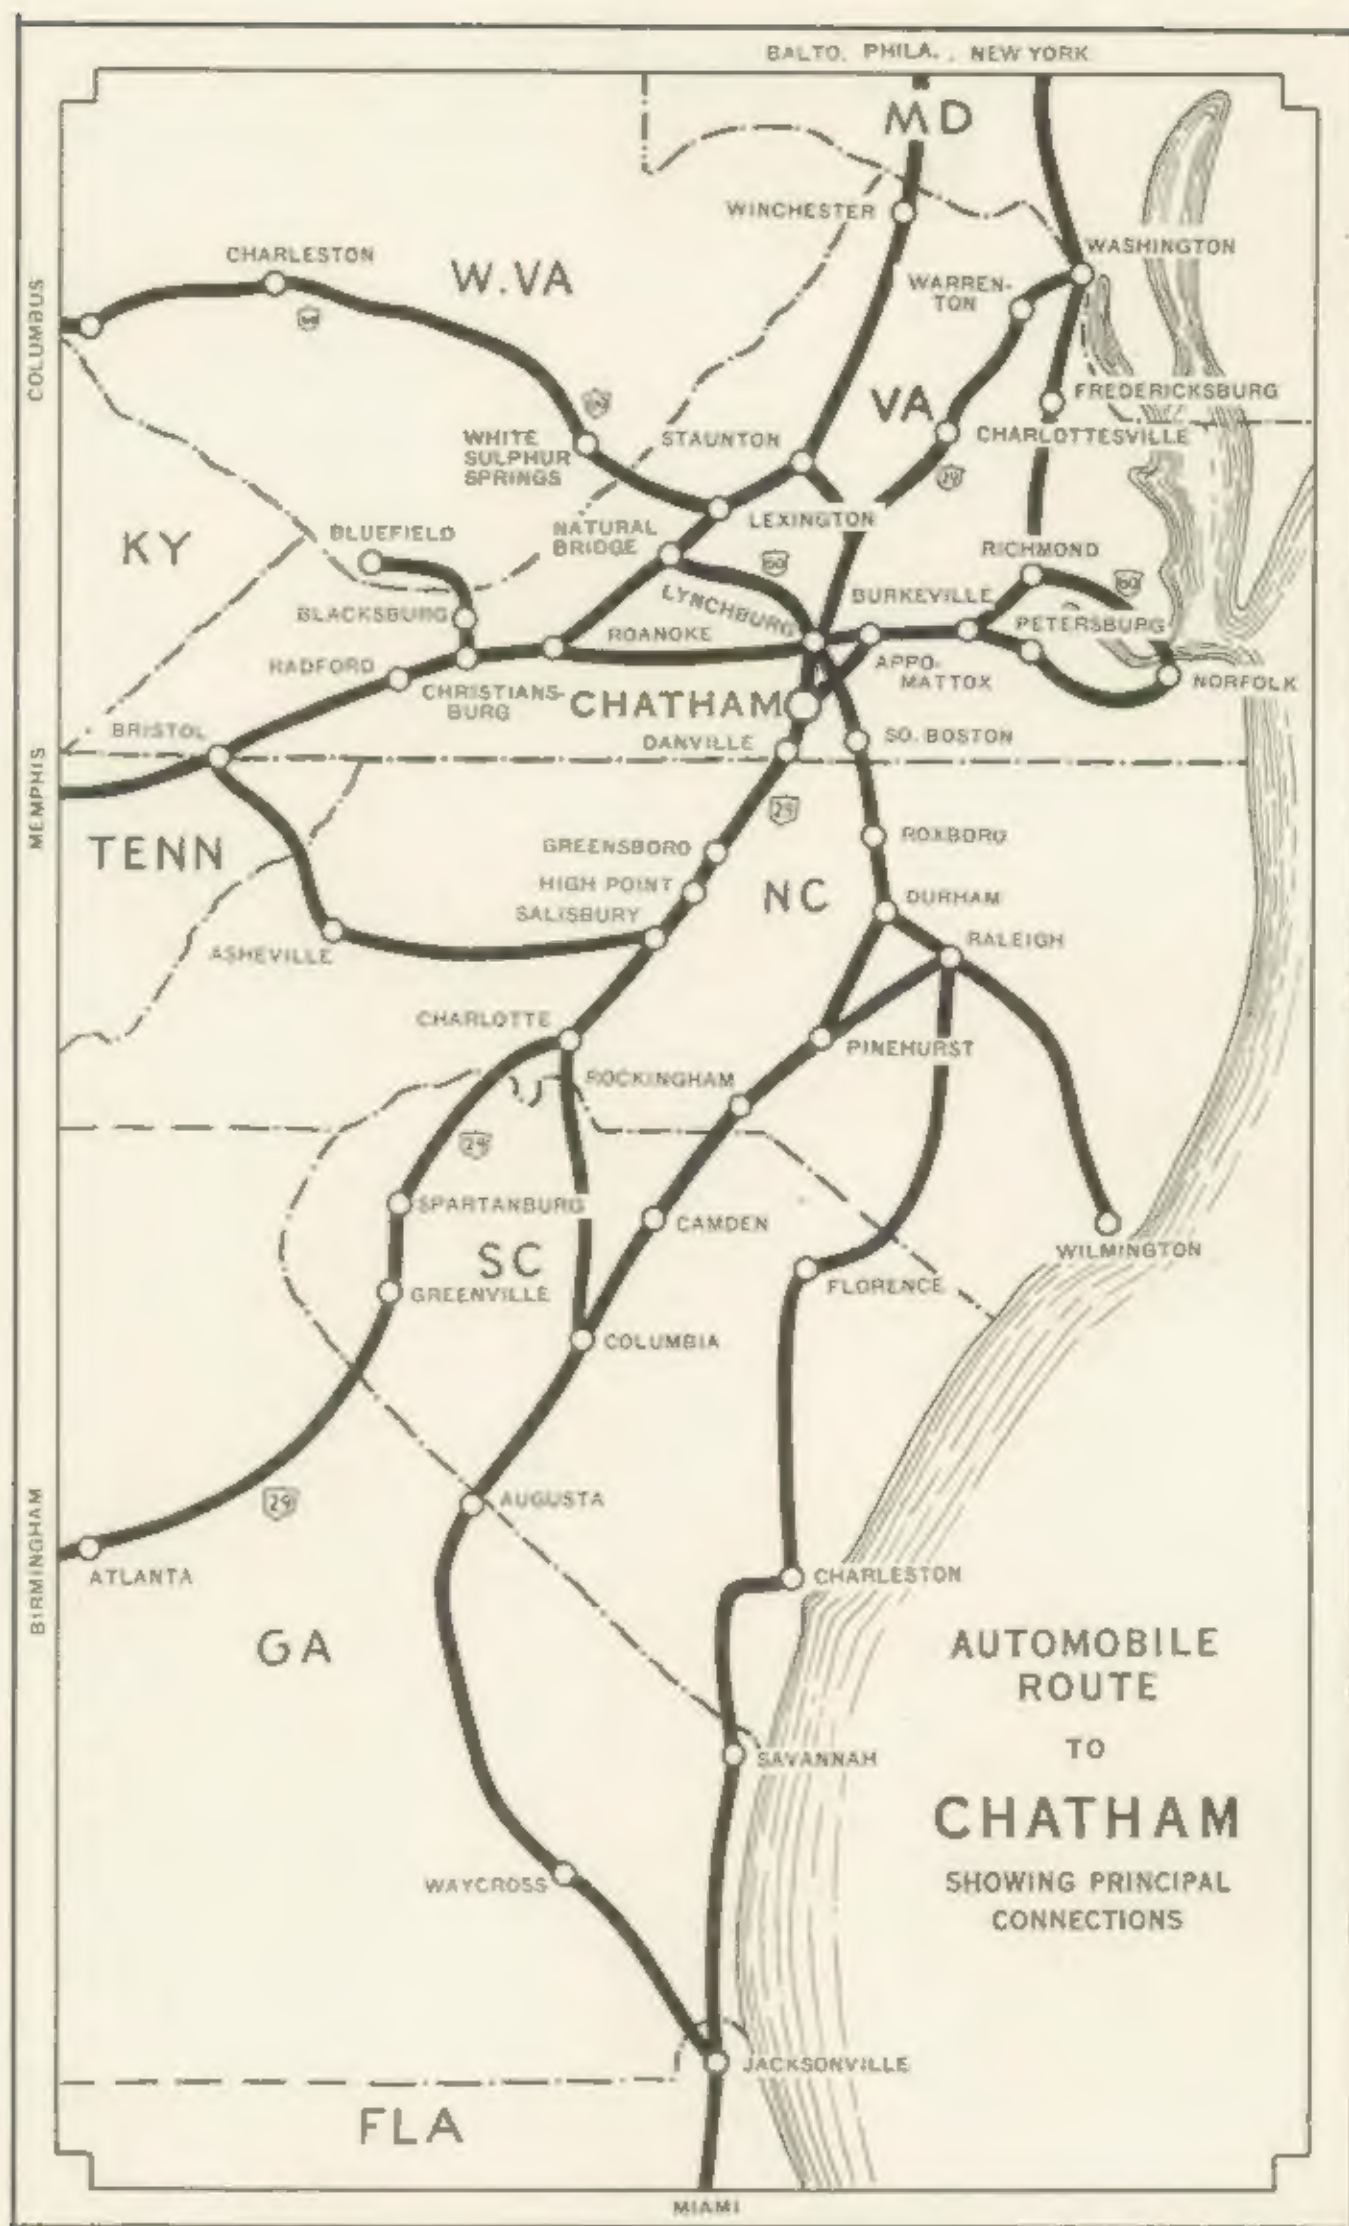 BALTO. PHILA., NEW YORK
MD
WINCHESTER
WASHINGTON
CHARLESTON
W.VA
WARREN-
TON
COLUMBUS
VA
FREDERICKSBURG
WHITE
SULPHUR
SPRINGS
STAUNTON
CHARLOTTESVILLE
29
LEXINGTON
KY
BLUEFIELD
NATURAL
BRIDGE
60
RICHMOND
60
LYNCHBURG
BURKEVILLE
BLACKSBURG
ROANOKE
PETERSBURG
RADFORD
APPO-
MATTOX
NORFOLK
CHRISTIANS-
BURG
CHATHAM
BRISTOL
DANVILLE
SO. BOSTON
MEMPHIS
29
TENN
GREENSBORO
ROXBORO
HIGH POINT
NC
DURHAM
SALISBURY
RALEIGH
ASHEVILLE
CHARLOTTE
PINEHURST
ROCKINGHAM
29
SPARTANBURG
CAMDEN
WILMINGTON
SC
GREENVILLE
FLORENCE
COLUMBIA
BIRMINGHAM
29
AUGUSTA
ATLANTA
CHARLESTON
GA
SAVANNAH
WAYCROSS
JACKSONVILLE
FLA
MIAMI
AUTOMOBILE
ROUTE
TO
CHATHAM
SHOWING PRINCIPAL
CONNECTIONS